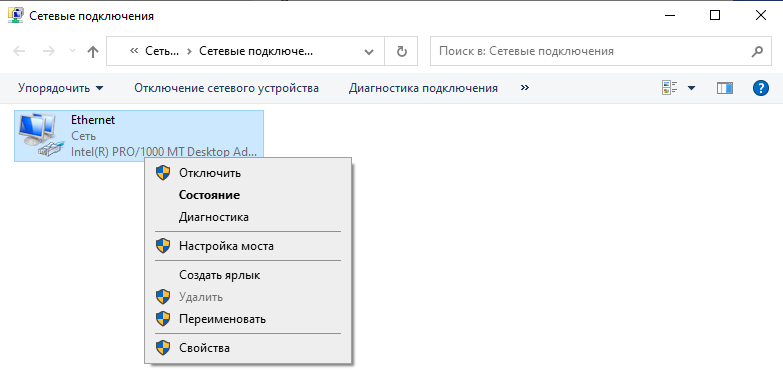 Сетевые подключения
Сеть... Сетевые подключе...
Поиск в: Сетевые подключения
Упорядочить Отключение сетевого устройства Диагностика подключения
Ethernet
Сеть
Intel(R) PRO/1000 MT Desktop Ad...
Отключить
Состояние
Диагностика
Настройка моста
Создать ярлык
Удалить
Переименовать
Свойства